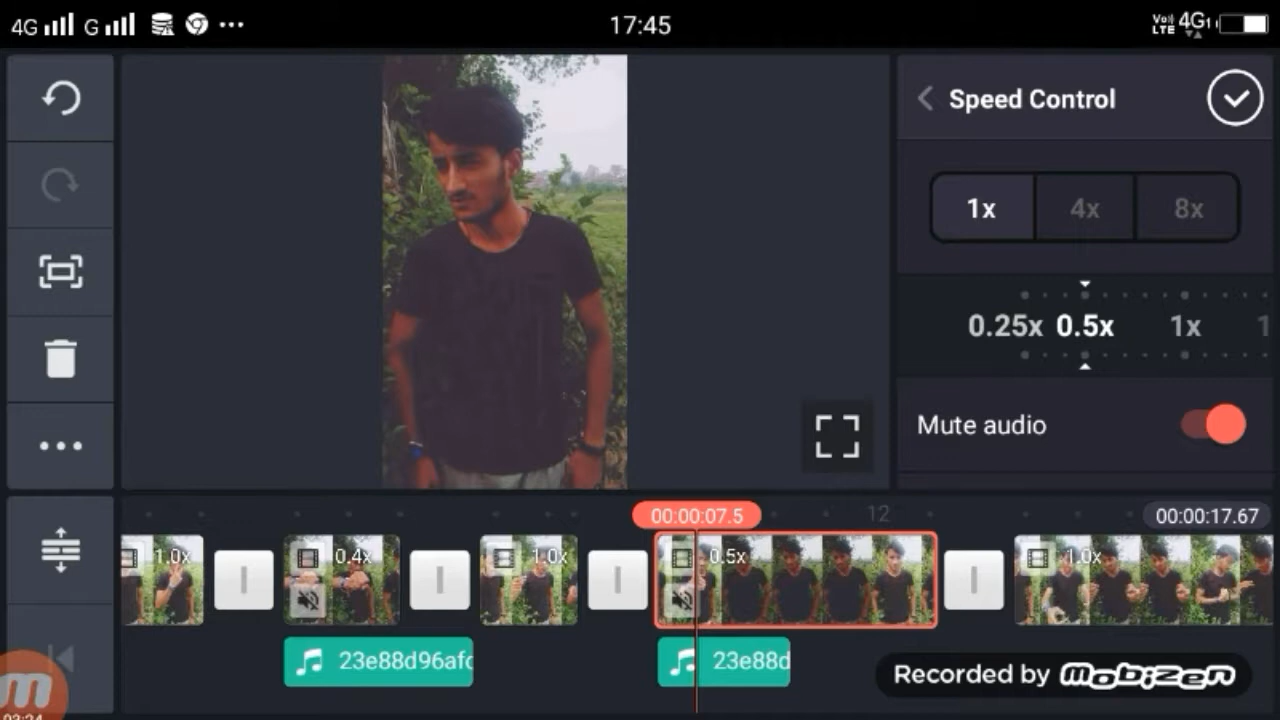 4G G 17:45 Vo) LTE 4G
Speed Control
1x 4x 8x
0.25x 0.5x 1x 1
Mute audio
00:00:07.5 12 00:00:17.67
1.0x 0.4x 1.0x 0.5x 1.0x
23e88d96afc 23e88d
Recorded by mobizen
03:24